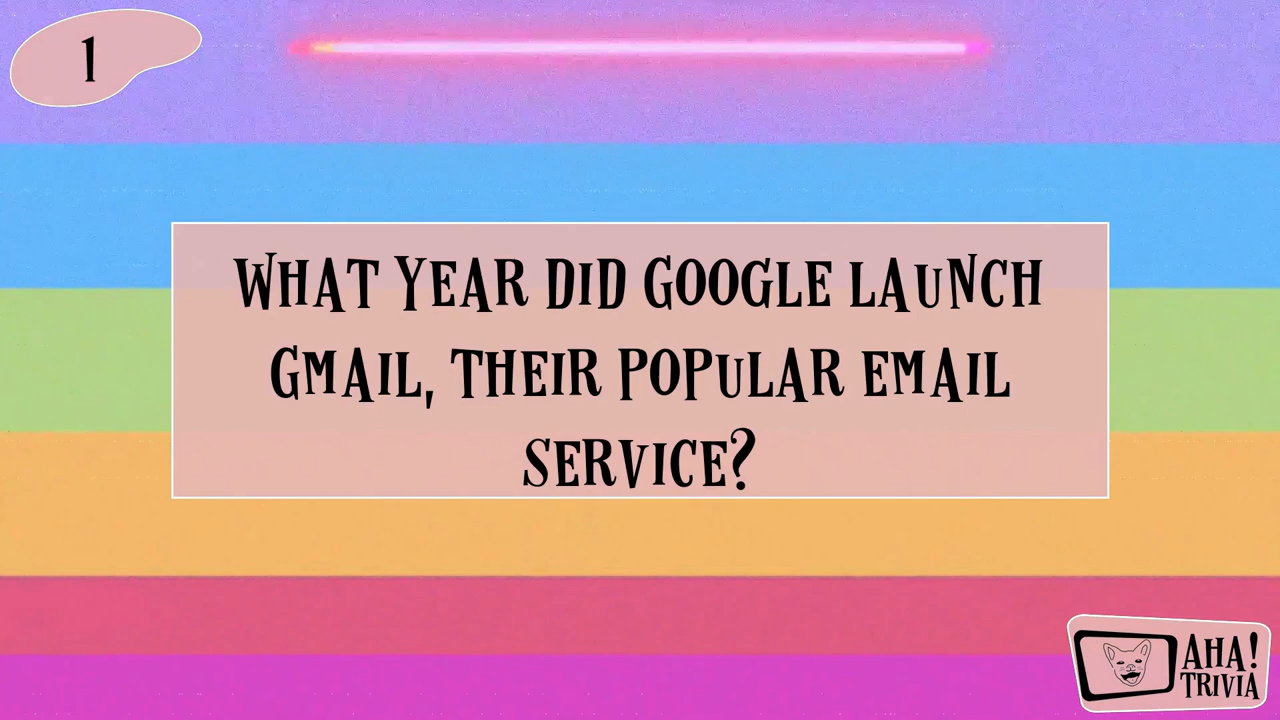 1
WHAT YEAR DID GOOGLE LAUNCH
GMAIL, THEIR POPULAR EMAIL
SERVICE?
AHA!
TRIVIA